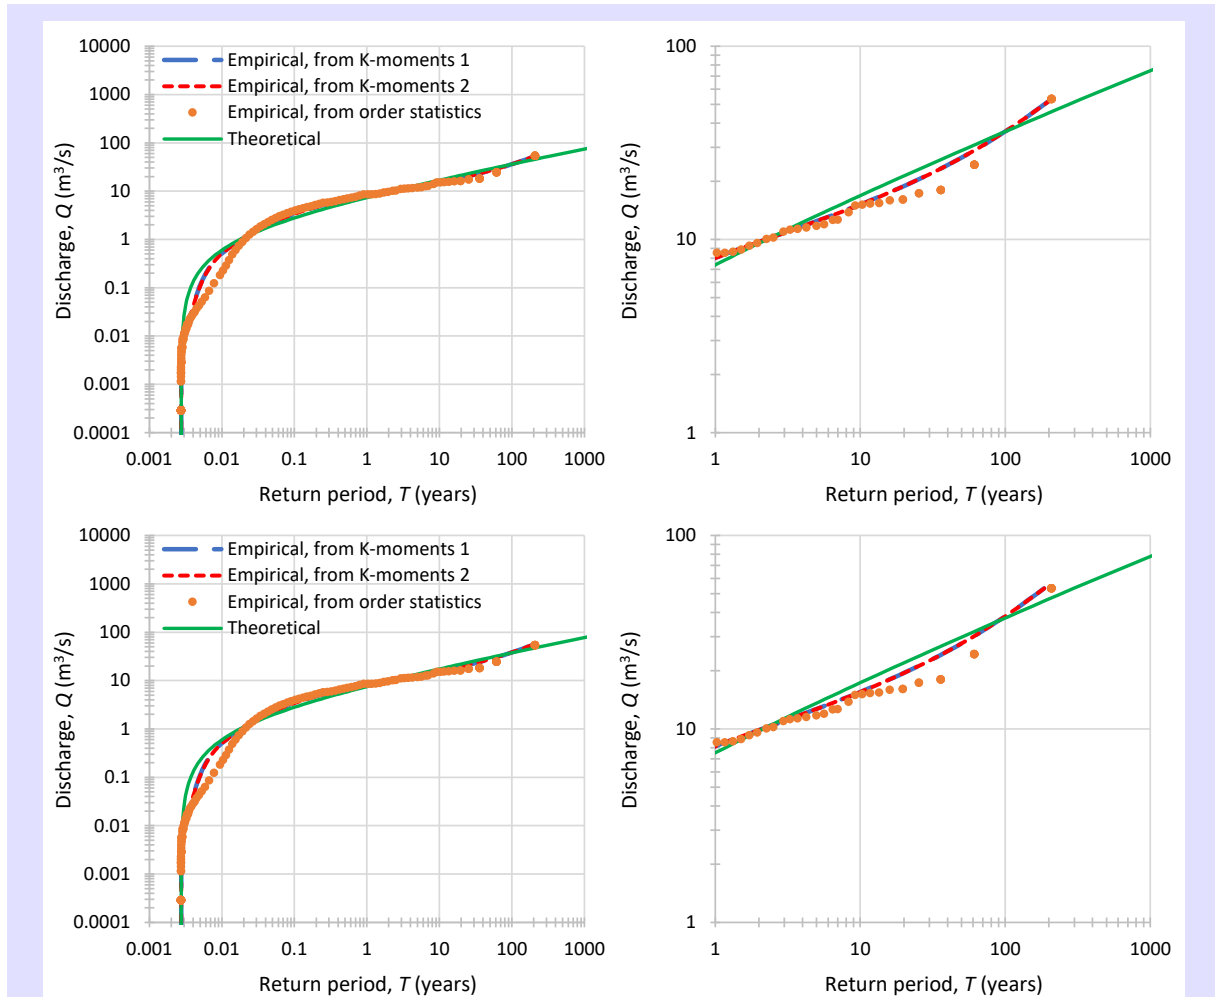 10000
1000
100
10
1
0.1
0.01
0.001
0.0001
Discharge, Q (m³/s)
Empirical, from K-moments 1
Empirical, from K-moments 2
Empirical, from order statistics
Theoretical
0.001 0.01 0.1 1 10 100 1000
Return period, T (years)
100
10
1
Discharge, Q (m³/s)
1 10 100 1000
Return period, T (years)
10000
1000
100
10
1
0.1
0.01
0.001
0.0001
Discharge, Q (m³/s)
Empirical, from K-moments 1
Empirical, from K-moments 2
Empirical, from order statistics
Theoretical
0.001 0.01 0.1 1 10 100 1000
Return period, T (years)
100
10
1
Discharge, Q (m³/s)
1 10 100 1000
Return period, T (years)